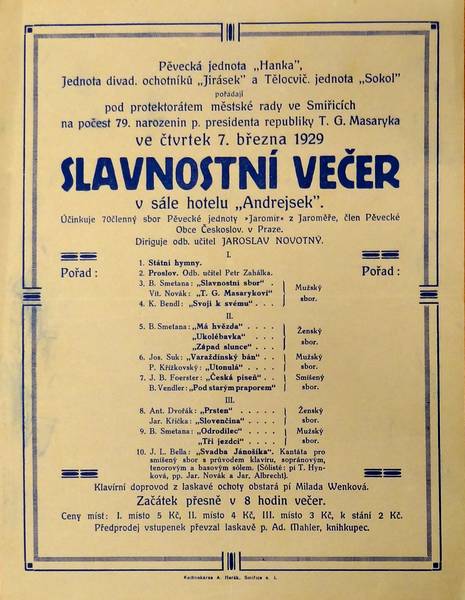 Pěvecká jednota „Hanka",
Jednota divad. ochotníků „Jirásek" a Tělocvič. jednota „Sokol"
pořádají
pod protektorátem městské rady ve Smiřicích
na počest 79. narozenin p. presidenta republiky T. G. Masaryka
ve čtvrtek 7. března 1929
SLAVNOSTNÍ VEČER
v sále hotelu „Andrejsek".
Účinkuje 70členný sbor Pěvecké jednoty »Jaromír« z Jaroměře, člen Pěvecké
Obce Českoslov. v Praze.
Diriguje odb. učitel JAROSLAV NOVOTNÝ.
Pořad :
Pořad :
I.
1. Státní hymny.
2. Proslov. Odb. učitel Petr Zahálka.
3. B. Smetana: „Slavnostní sbor" .
Vít. Novák: „T. G. Masarykovi"
4. K. Bendl: „Svoji k svému" . . .
Mužský
sbor.
II.
5. B. Smetana: „Má hvězda" . . . .
„Ukolébavka" . . .
„Západ slunce" . . .
Ženský
sbor.
6. Jos. Suk: „Varaždinský bán" . .
P. Křížkovský: „Utonulá" . . .
Mužský
sbor.
7. J. B. Foerster: „Česká píseň" . .
B. Vendler: „Pod starým praporem"
Smíšený
sbor.
III.
8. Ant. Dvořák: „Prsten" . . . . .
Jar. Křička: „Slovenčina" . . . .
Ženský
sbor.
9. B. Smetana: „Odrodilec" . . . .
„Tři jezdci" . . . .
Mužský
sbor.
10. J. L. Bella: „Svadba Jánošíka". Kantáta pro
smíšený sbor s průvodem klavíru, sopránovým,
tenorovým a basovým sólem. (Sólisté: pí T. Hyn-
ková, pp. Jar. Novák a Jar. Albrecht).
Klavírní doprovod z laskavé ochoty obstará pí Milada Wenková.
Začátek přesně v 8 hodin večer.
Ceny míst: I. místo 5 Kč, II. místo 4 Kč, III. místo 3 Kč, k stání 2 Kč.
Předprodej vstupenek převzal laskavě p. Ad. Mahler, knihkupec.
Knihtiskárna A. Horák, Smiřice n. L.